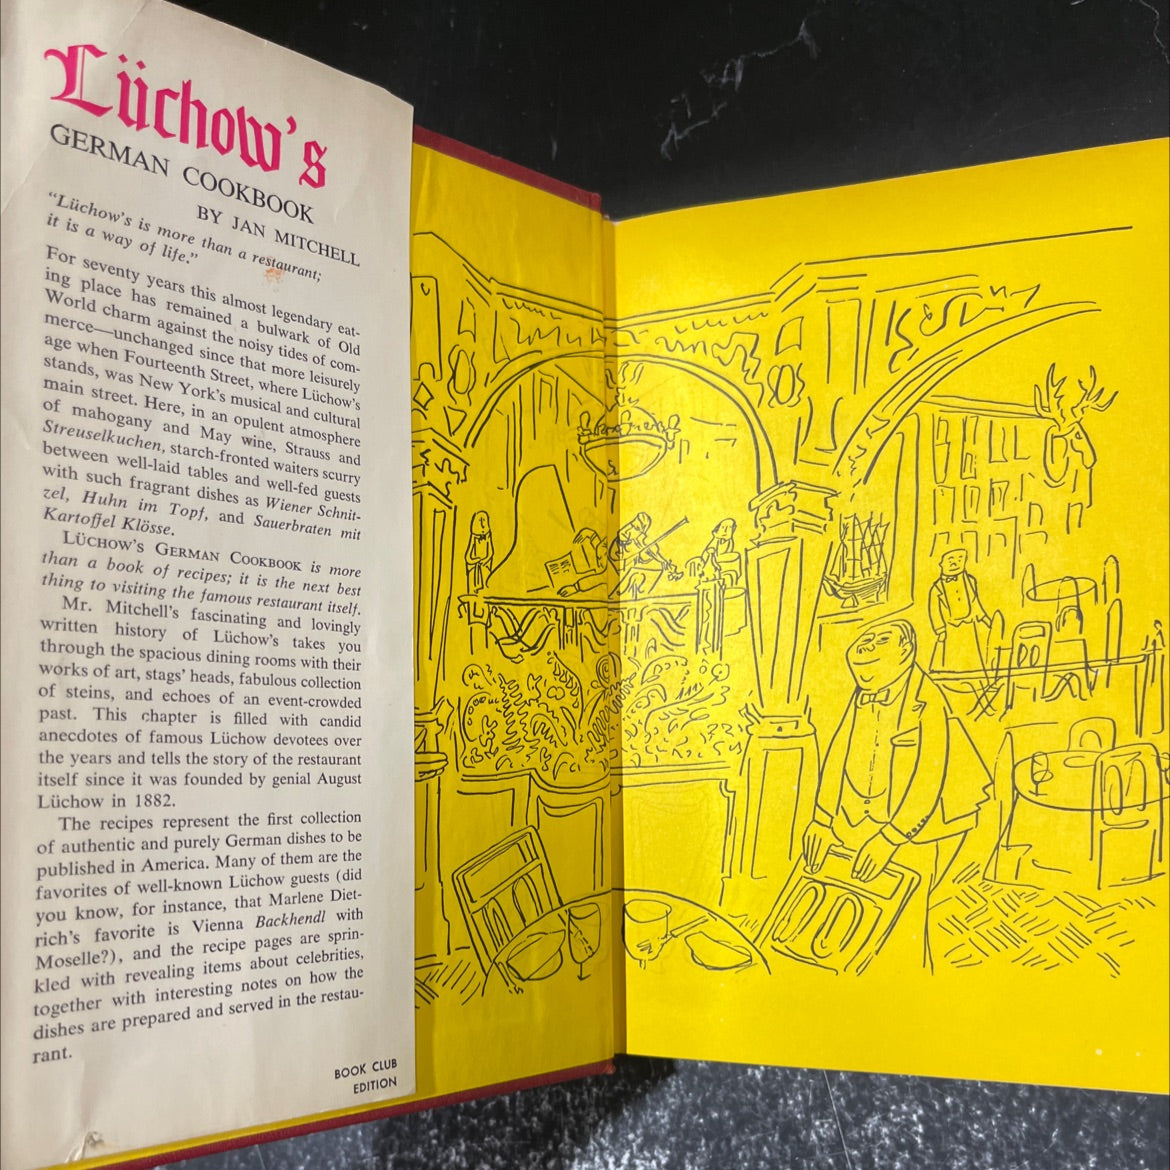 Lüchow's
GERMAN COOKBOOK
BY JAN MITCHELL
"Lüchow's is more than a restaurant;
it is a way of life."
For seventy years this almost legendary eat-
ing place has remained a bulwark of Old
World charm against the noisy tides of com-
merce—unchanged since that more leisurely
age when Fourteenth Street, where Lüchow's
stands, was New York's musical and cultural
main street. Here, in an opulent atmosphere
of mahogany and May wine, Strauss and
Streuselkuchen, starch-fronted waiters scurry
between well-laid tables and well-fed guests
with such fragrant dishes as Wiener Schnit-
zel, Huhn im Topf, and Sauerbraten mit
Kartoffel Klösse.
LÜCHOW'S GERMAN COOKBOOK is more
than a book of recipes; it is the next best
thing to visiting the famous restaurant itself.
Mr. Mitchell's fascinating and lovingly
written history of Lüchow's takes you
through the spacious dining rooms with their
works of art, stags' heads, fabulous collection
of steins, and echoes of an event-crowded
past. This chapter is filled with candid
anecdotes of famous Lüchow devotees over
the years and tells the story of the restaurant
itself since it was founded by genial August
Lüchow in 1882.
The recipes represent the first collection
of authentic and purely German dishes to be
published in America. Many of them are the
favorites of well-known Lüchow guests (did
you know, for instance, that Marlene Diet-
rich's favorite is Vienna Backhendl with
Moselle?), and the recipe pages are sprin-
kled with revealing items about celebrities,
together with interesting notes on how the
dishes are prepared and served in the restau-
rant.
BOOK CLUB
EDITION